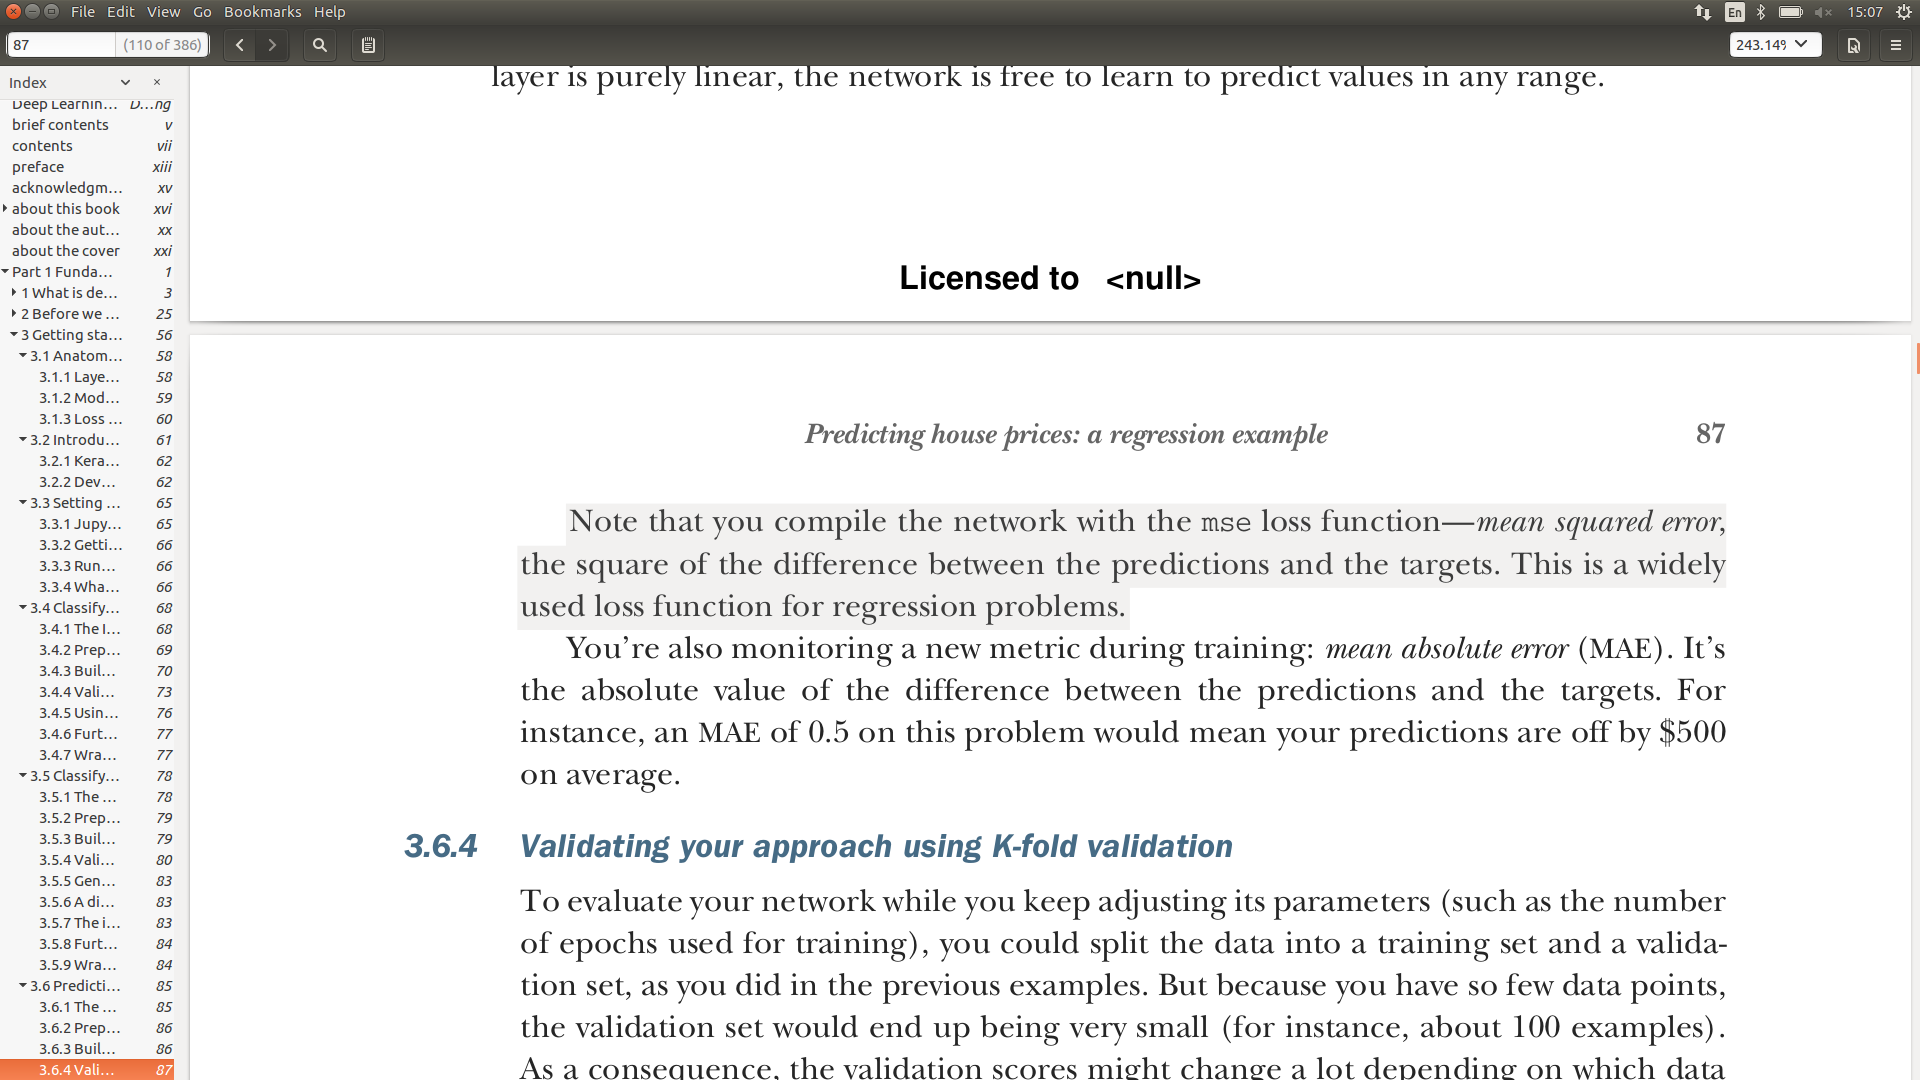 File Edit View Go Bookmarks Help
En 15:07
87 (110 of 386)
243.14%
Index
Deep Learnin… D…ng
brief contents v
contents vii
preface xiii
acknowledgm… xv
about this book xvi
about the aut… xx
about the cover xxi
Part 1 Funda… 1
1 What is de… 3
2 Before we … 25
3 Getting sta… 56
3.1 Anatom… 58
3.1.1 Laye… 58
3.1.2 Mod… 59
3.1.3 Loss … 60
3.2 Introdu… 61
3.2.1 Kera… 62
3.2.2 Dev… 62
3.3 Setting … 65
3.3.1 Jupy… 65
3.3.2 Getti… 66
3.3.3 Run… 66
3.3.4 Wha… 66
3.4 Classify… 68
3.4.1 The I… 68
3.4.2 Prep… 69
3.4.3 Buil… 70
3.4.4 Vali… 73
3.4.5 Usin… 76
3.4.6 Furt… 77
3.4.7 Wra… 77
3.5 Classify… 78
3.5.1 The … 78
3.5.2 Prep… 79
3.5.3 Buil… 79
3.5.4 Vali… 80
3.5.5 Gen… 83
3.5.6 A di… 83
3.5.7 The i… 83
3.5.8 Furt… 84
3.5.9 Wra… 84
3.6 Predicti… 85
3.6.1 The … 85
3.6.2 Prep… 86
3.6.3 Buil… 86
3.6.4 Vali… 87
layer is purely linear, the network is free to learn to predict values in any range.
Licensed to <null>
Predicting house prices: a regression example 87
Note that you compile the network with the mse loss function—mean squared error,
the square of the difference between the predictions and the targets. This is a widely
used loss function for regression problems.
You’re also monitoring a new metric during training: mean absolute error (MAE). It’s
the absolute value of the difference between the predictions and the targets. For
instance, an MAE of 0.5 on this problem would mean your predictions are off by $500
on average.
3.6.4 Validating your approach using K-fold validation
To evaluate your network while you keep adjusting its parameters (such as the number
of epochs used for training), you could split the data into a training set and a valida-
tion set, as you did in the previous examples. But because you have so few data points,
the validation set would end up being very small (for instance, about 100 examples).
As a consequence, the validation scores might change a lot depending on which data